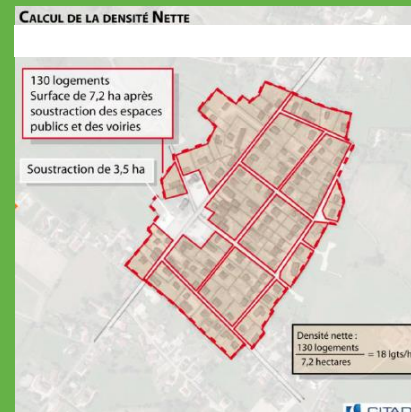 CALCUL DE LA DENSITÉ NETTE
130 logements
Surface de 7,2 ha après
soustraction des espaces
publics et des voiries
Soustraction de 3,5 ha
Densité nette :
130 logements
7,2 hectares
= 18 lgts/h
CITAD